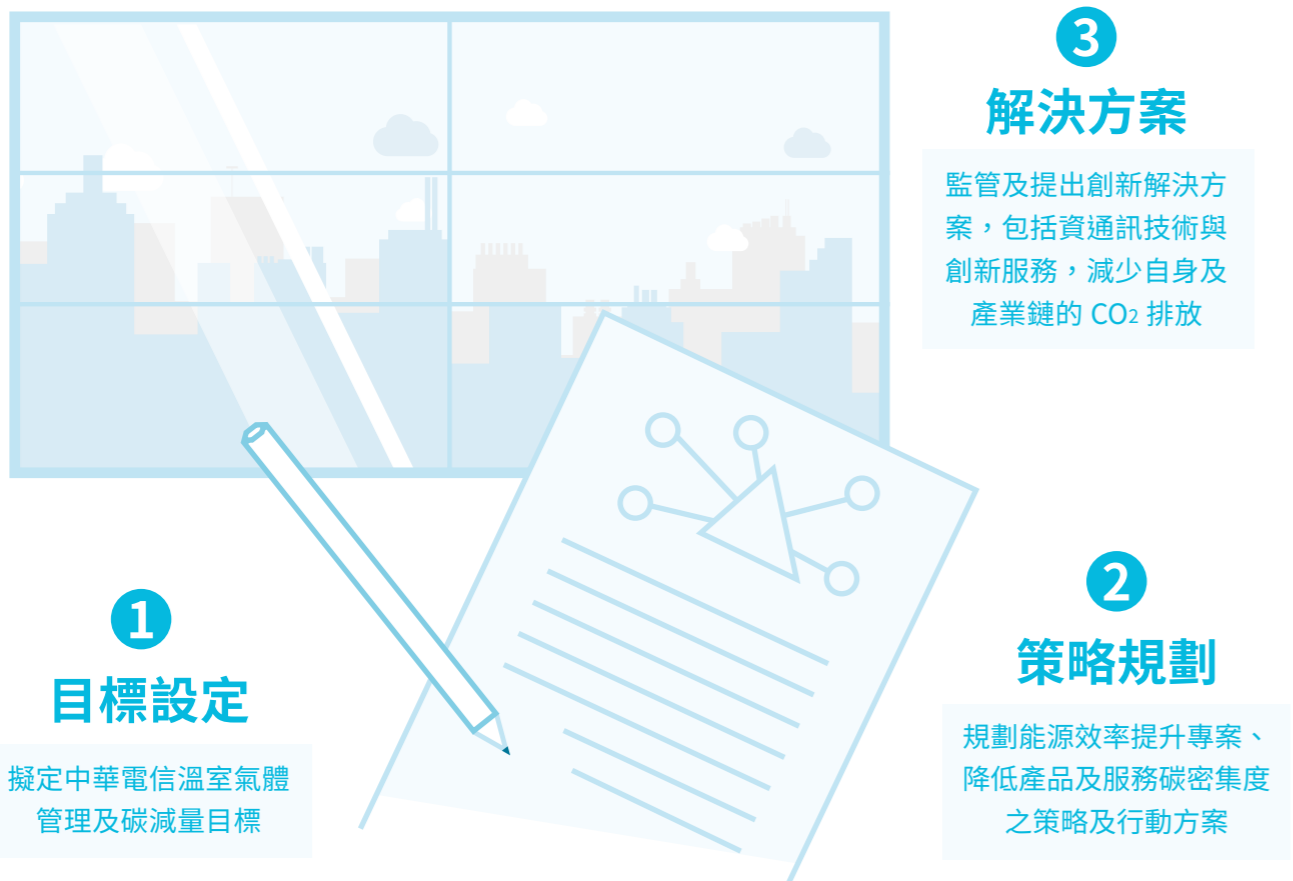 1
目標設定
擬定中華電信溫室氣體
管理及碳減量目標
2
策略規劃
規劃能源效率提升專案、
降低產品及服務碳密集度
之策略及行動方案
3
解決方案
監管及提出創新解決方
案，包括資通訊技術與
創新服務，減少自身及
產業鏈的 CO2 排放